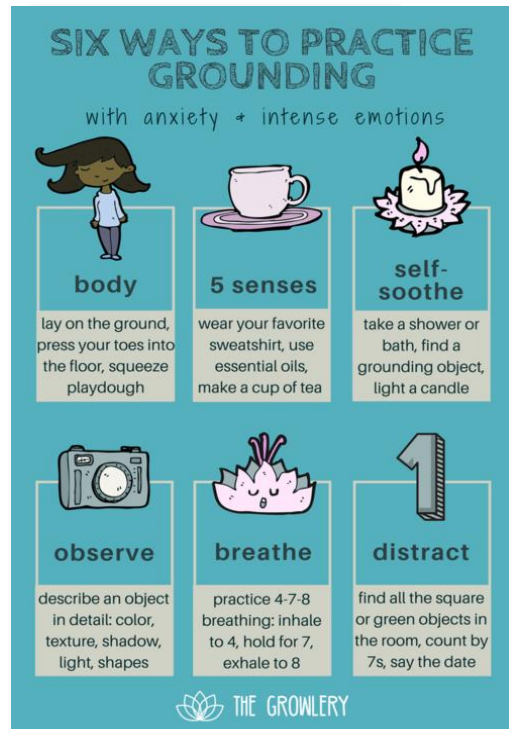 SIX WAYS TO PRACTICE
GROUNDING
with anxiety & intense emotions
body
lay on the ground,
press your toes into
the floor, squeeze
playdough
5 senses
wear your favorite
sweatshirt, use
essential oils,
make a cup of tea
self-
soothe
take a shower or
bath, find a
grounding object,
light a candle
observe
describe an object
in detail: color,
texture, shadow,
light, shapes
breathe
practice 4-7-8
breathing: inhale
to 4, hold for 7,
exhale to 8
1
distract
find all the square
or green objects in
the room, count by
7s, say the date
THE GROWLERY